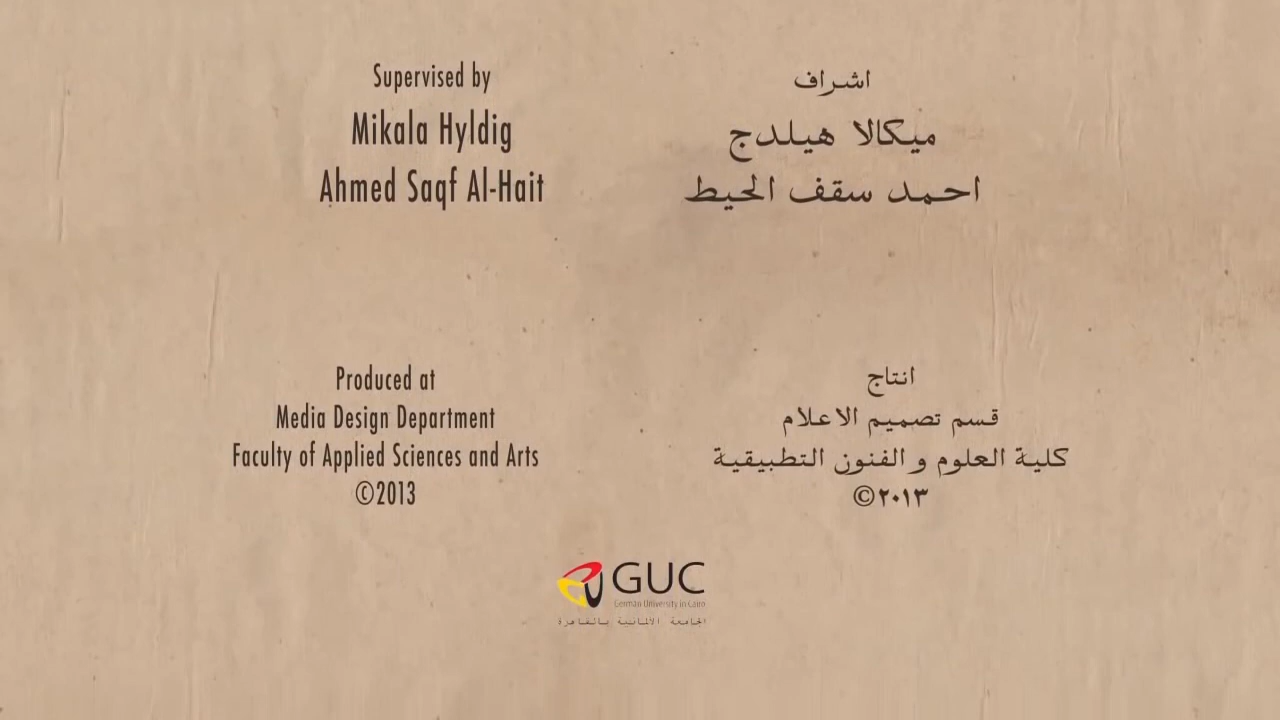 Supervised by
Mikala Hyldig
Ahmed Saqf Al-Hait
اشراف
ميكالا هيلدج
احمد سقف الحيط
Produced at
Media Design Department
Faculty of Applied Sciences and Arts
©2013
انتاج
قسم تصميم الاعلام
كلية العلوم و الفنون التطبيقية
©٢٠١٣
GUC
German University in Cairo
الجامعة الالمانية بالقاهرة